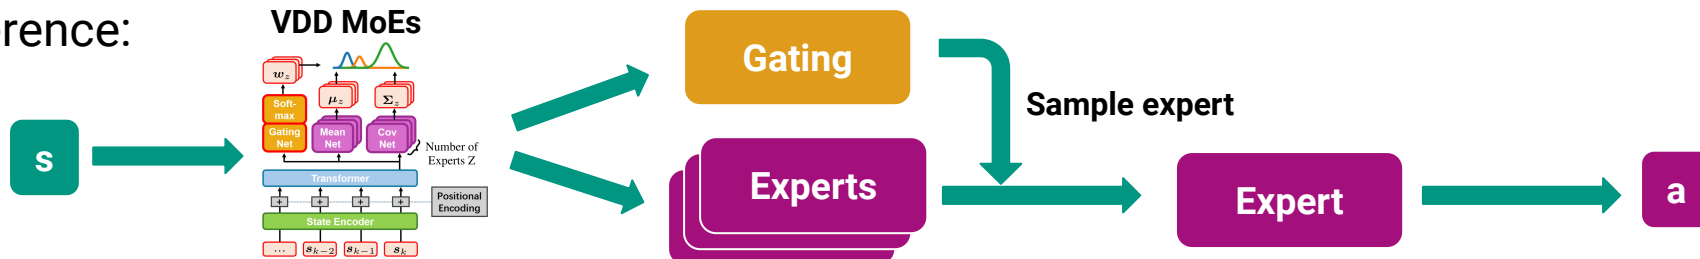 rence:
VDD MoEs
s
w_z
μ_z
Σ_z
Soft-
max
Gating
Net
Mean
Net
Cov
Net
Number of
Experts Z
Transformer
+ + + +
Positional
Encoding
State Encoder
... s_{k-2} s_{k-1} s_k
Gating
Experts
Sample expert
Expert
a